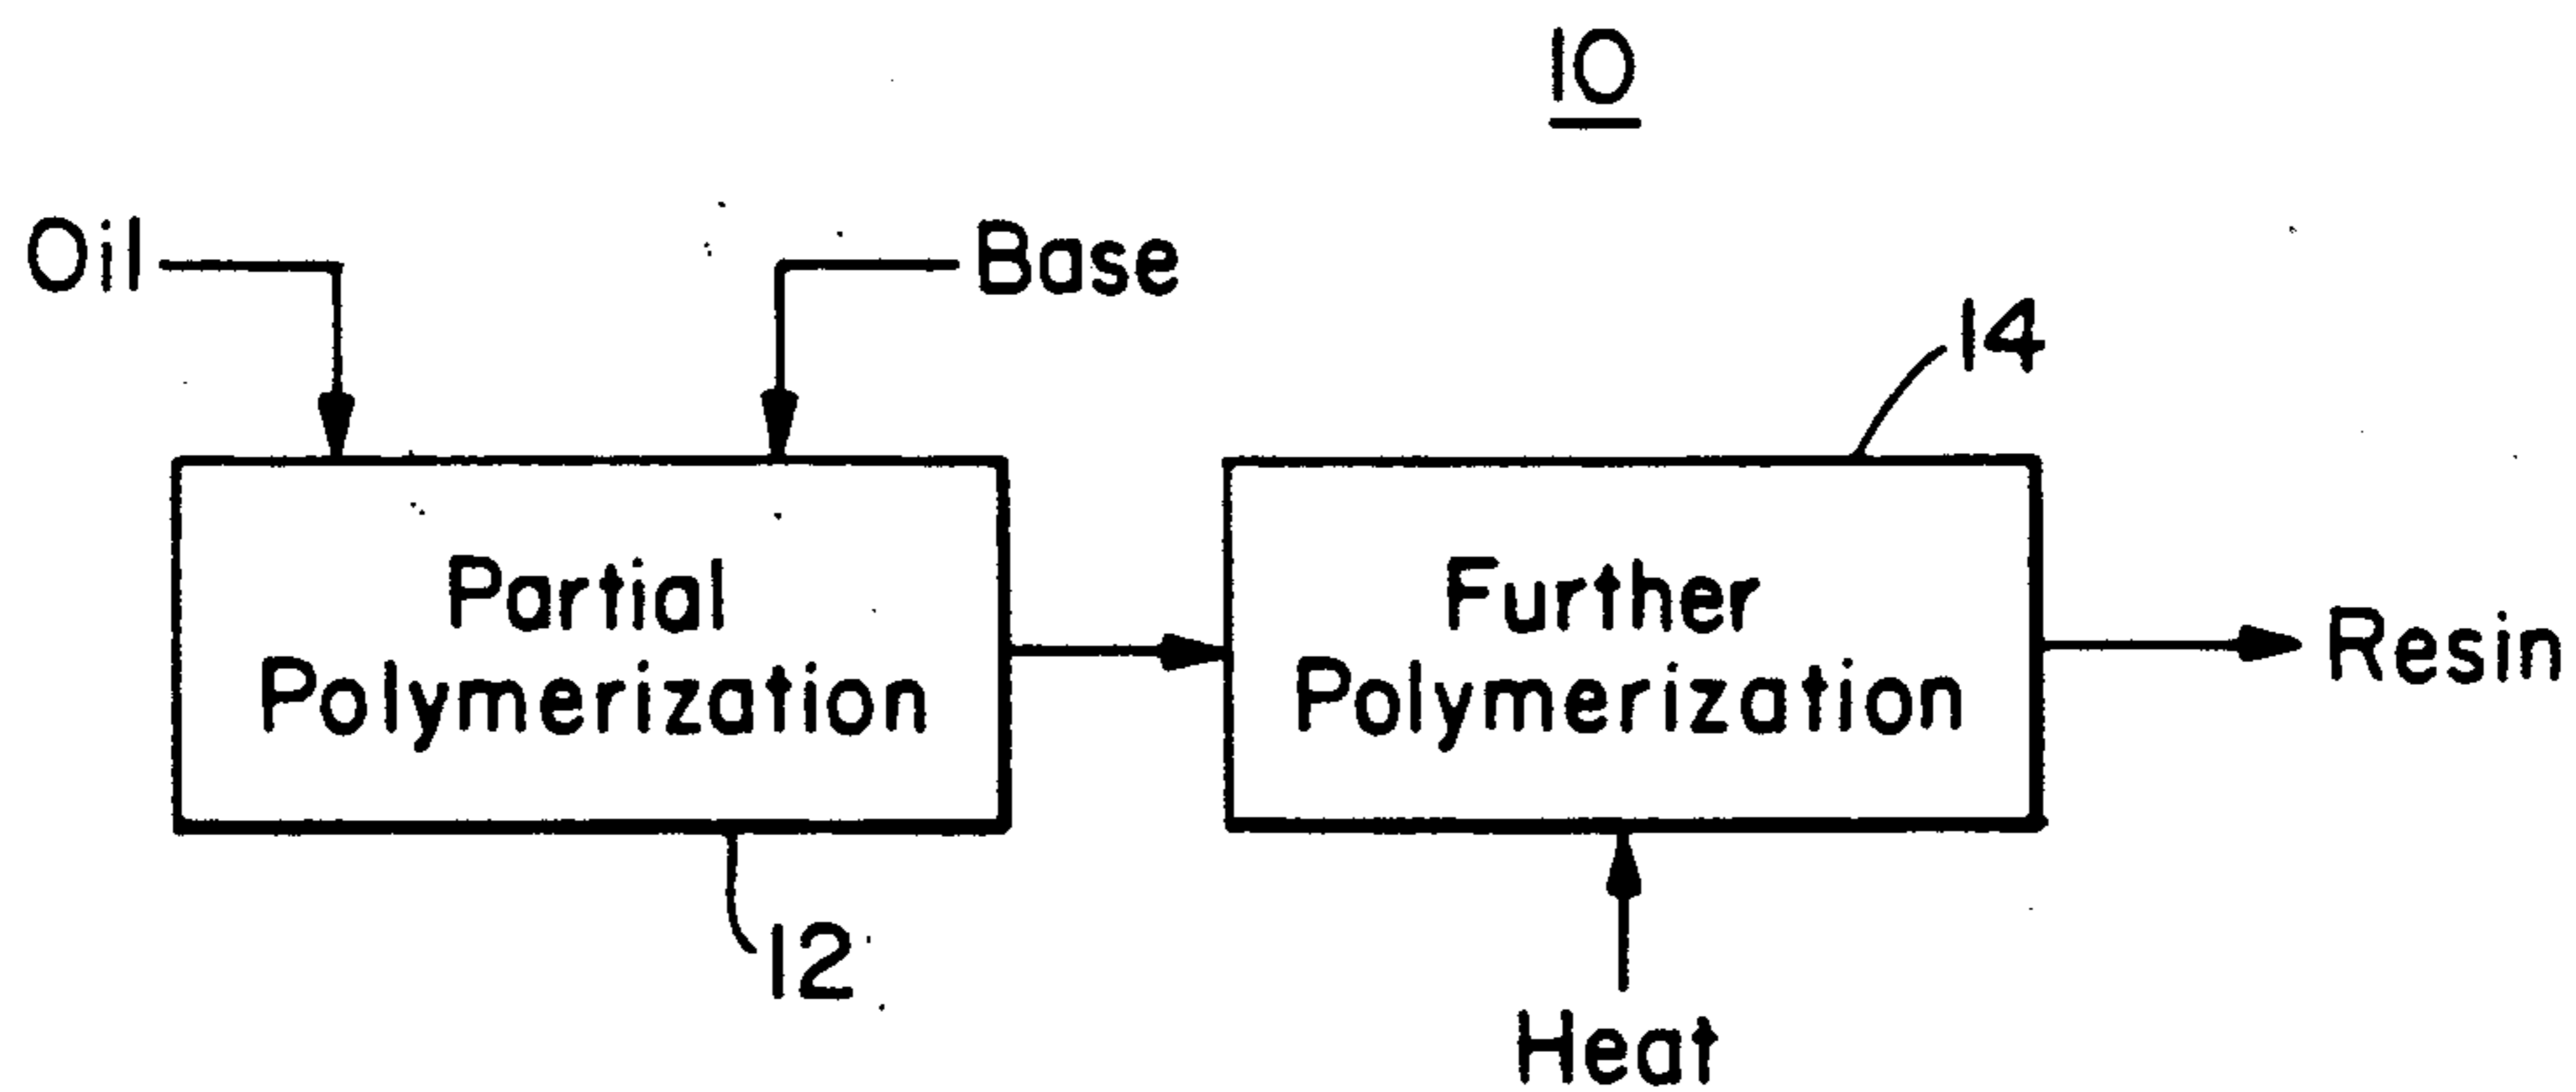 10
Oil
Base
14
Partial
Polymerization
Further
Polymerization
Resin
12
Heat